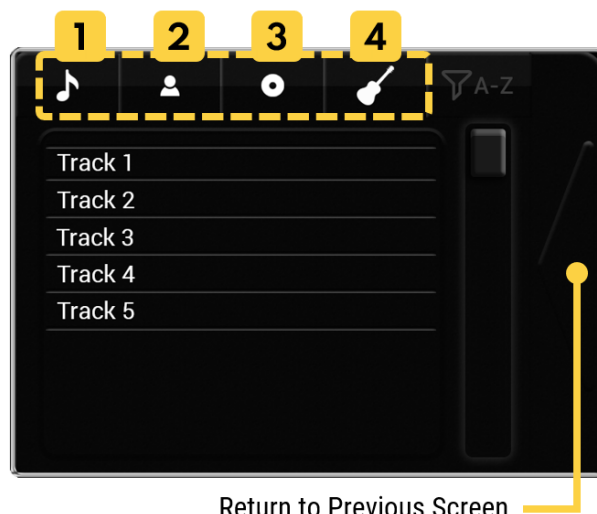 1 2 3 4
A-Z
Track 1
Track 2
Track 3
Track 4
Track 5
Return to Previous Screen